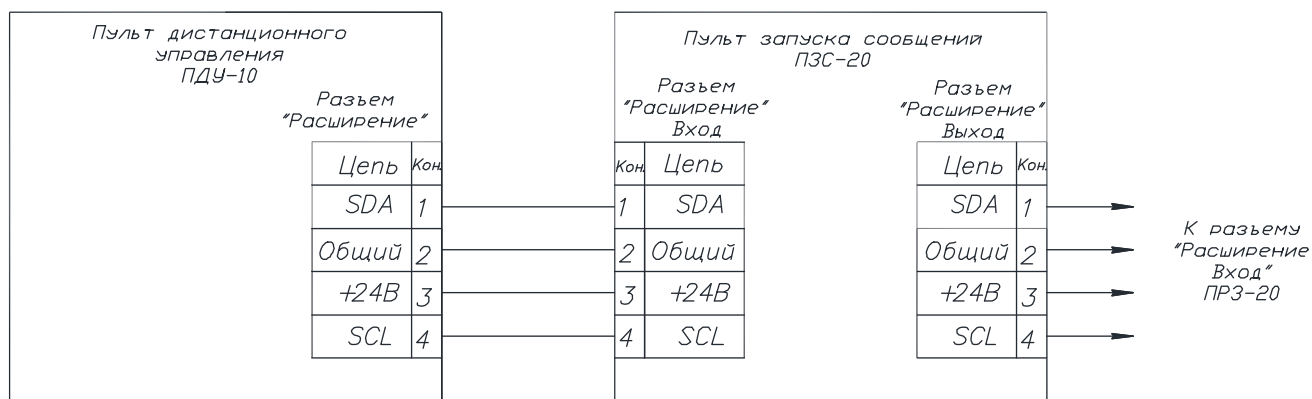 Пульт дистанционного
управления
ПДУ-10
Разъем
"Расширение"
Цепь Кон.
SDA 1
Общий 2
+24В 3
SCL 4
Пульт запуска сообщений
ПЗС-20
Разъем
"Расширение"
Вход
Кон. Цепь
1 SDA
2 Общий
3 +24В
4 SCL
Разъем
"Расширение"
Выход
Цепь Кон.
SDA 1
Общий 2
+24В 3
SCL 4
К разъему
"Расширение
Вход"
ПРЗ-20